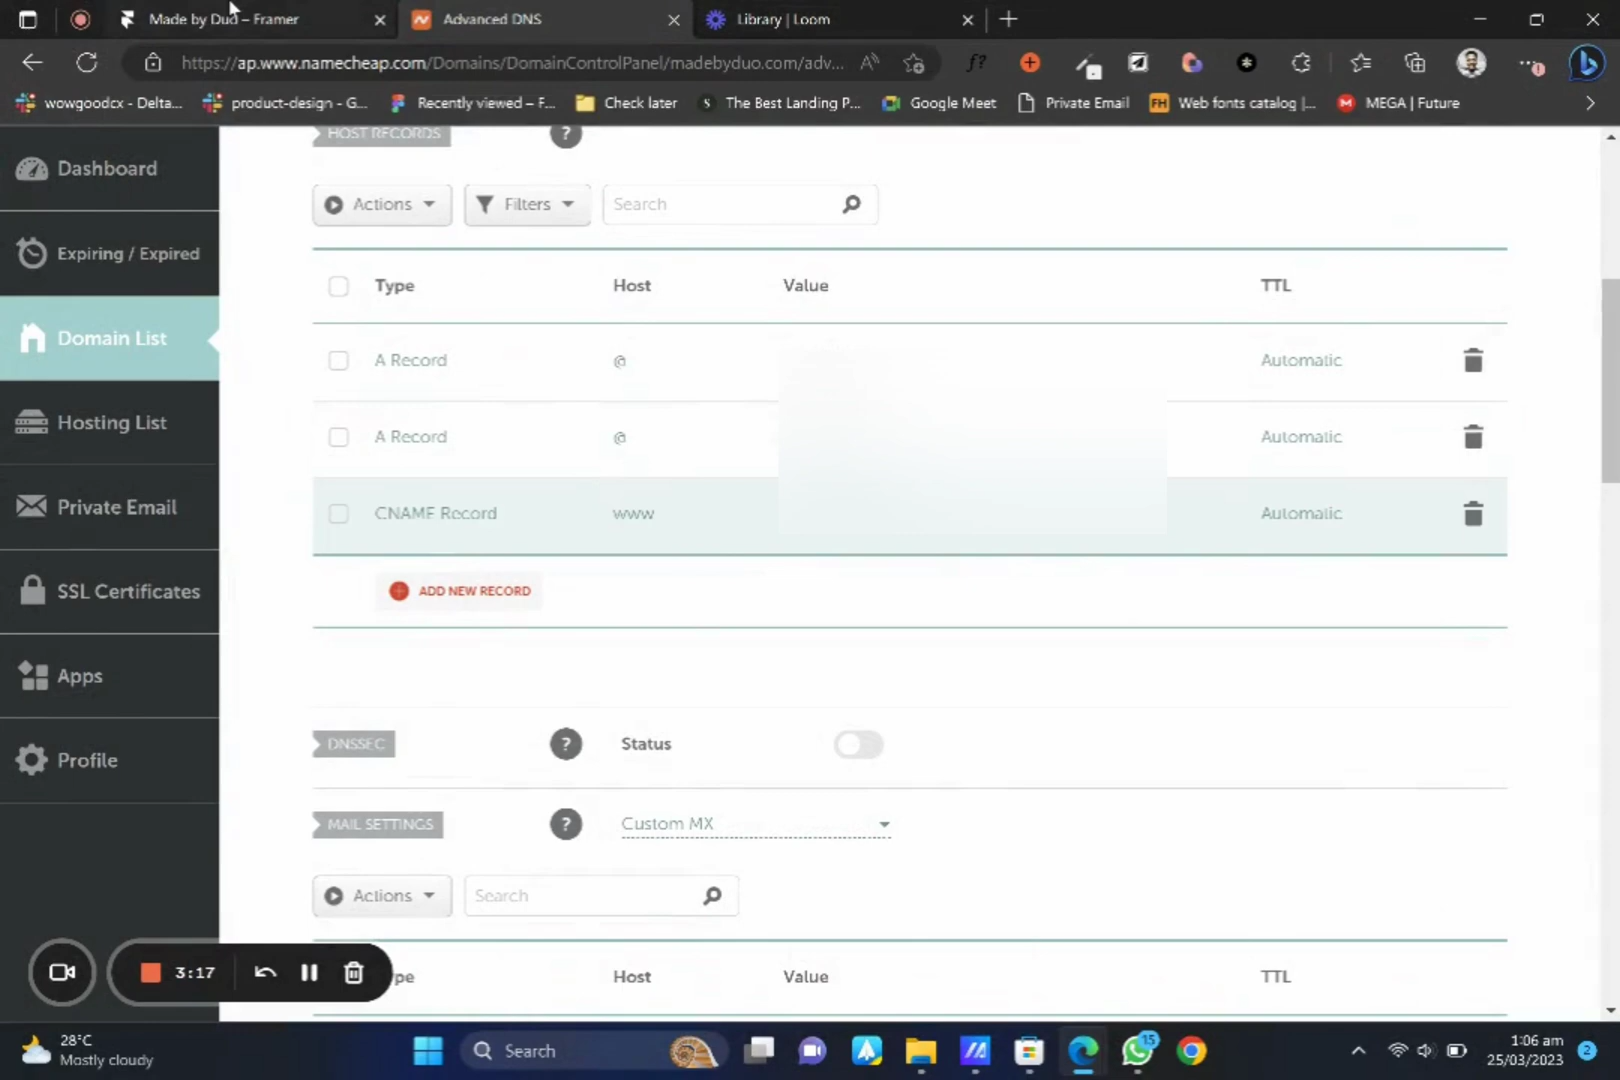 Made by Duo – Framer
Advanced DNS
Library | Loom
https://ap.www.namecheap.com/Domains/DomainControlPanel/madebyduo.com/adv...
wowgoodcx - Delta...
product-design - G...
Recently viewed – F...
Check later
The Best Landing P...
Google Meet
Private Email
Web fonts catalog |...
MEGA | Future
Dashboard
Expiring / Expired
Domain List
Hosting List
Private Email
SSL Certificates
Apps
Profile
HOST RECORDS
?
Actions
Filters
Search
Type Host Value TTL
A Record @ Automatic
A Record @ Automatic
CNAME Record www Automatic
ADD NEW RECORD
DNSSEC ? Status
MAIL SETTINGS ? Custom MX
Actions
Search
ype Host Value TTL
3:17
28°C
Mostly cloudy
Search
15
1:06 am
25/03/2023
2